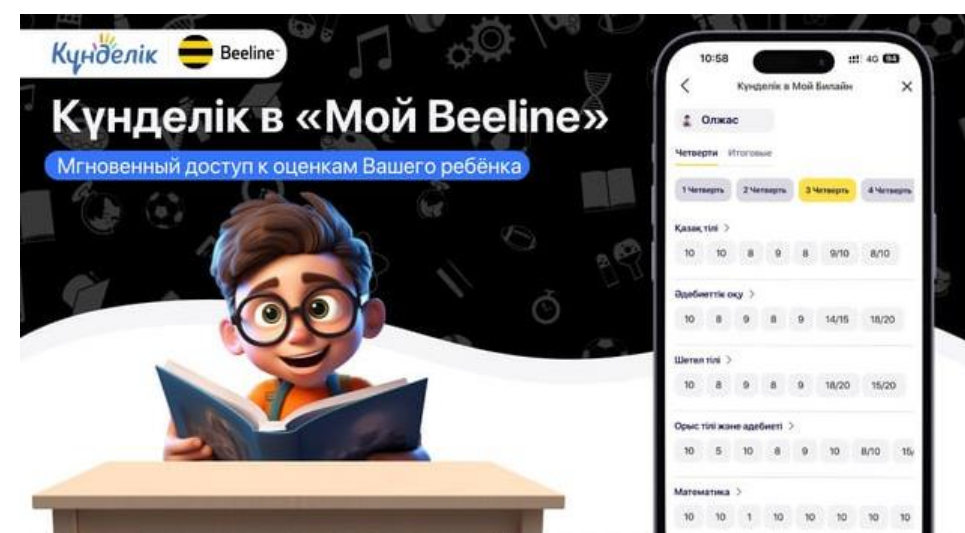 Күнделік Beeline
Күнделік в «Мой Beeline»
Мгновенный доступ к оценкам Вашего ребёнка
10:58 4G 94
Күнделік в Мой Билайн
Олжас
Четверти Итоговые
1 Четверть 2 Четверть 3 Четверть 4 Четверть
Қазақ тілі >
10 10 8 9 8 9/10 8/10
Әдебиеттік оқу >
10 8 9 8 9 14/15 18/20
Шетел тілі >
10 8 9 8 9 18/20 15/20
Орыс тілі және адебиеті >
10 5 10 8 9 10 8/10 15/
Математика >
10 10 1 10 10 10 10 10